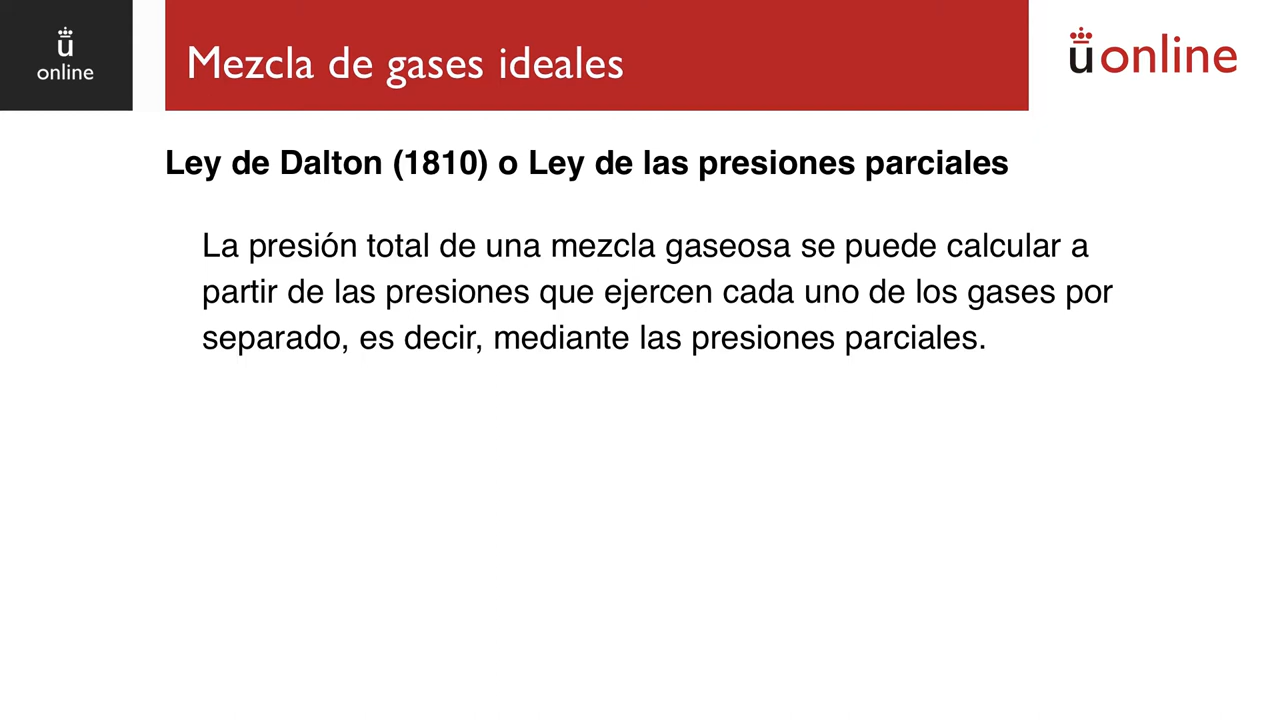 ü
online
Mezcla de gases ideales
üonline
Ley de Dalton (1810) o Ley de las presiones parciales
La presión total de una mezcla gaseosa se puede calcular a
partir de las presiones que ejercen cada uno de los gases por
separado, es decir, mediante las presiones parciales.